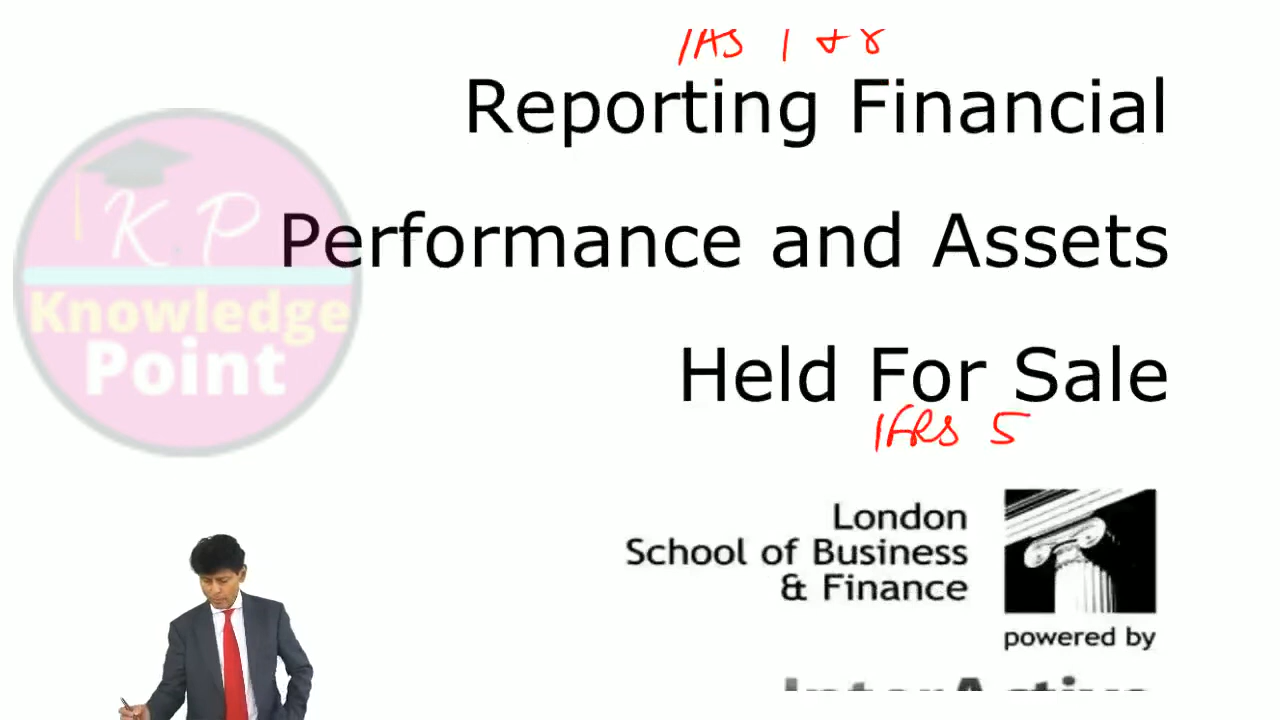 IAS 1 & 8
Reporting Financial
Performance and Assets
Held For Sale
IFRS 5
K P
Knowledge
Point
London
School of Business
& Finance
powered by
InterActive